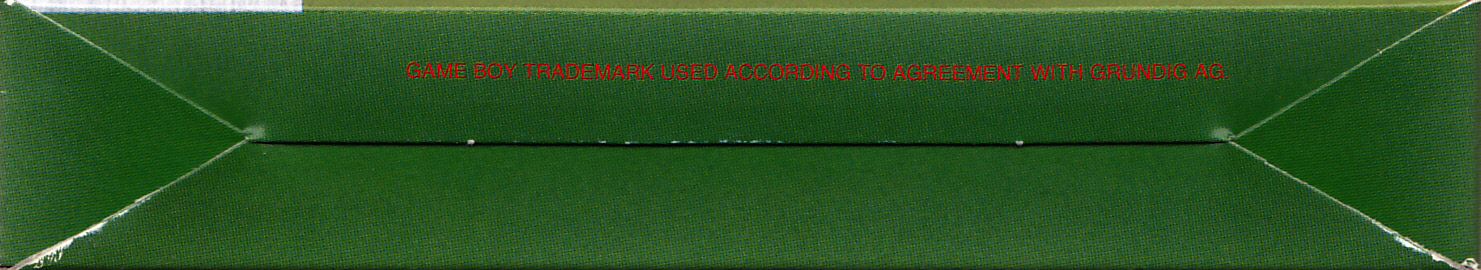 GAME BOY TRADEMARK USED ACCORDING TO AGREEMENT WITH GRUNDIG AG.